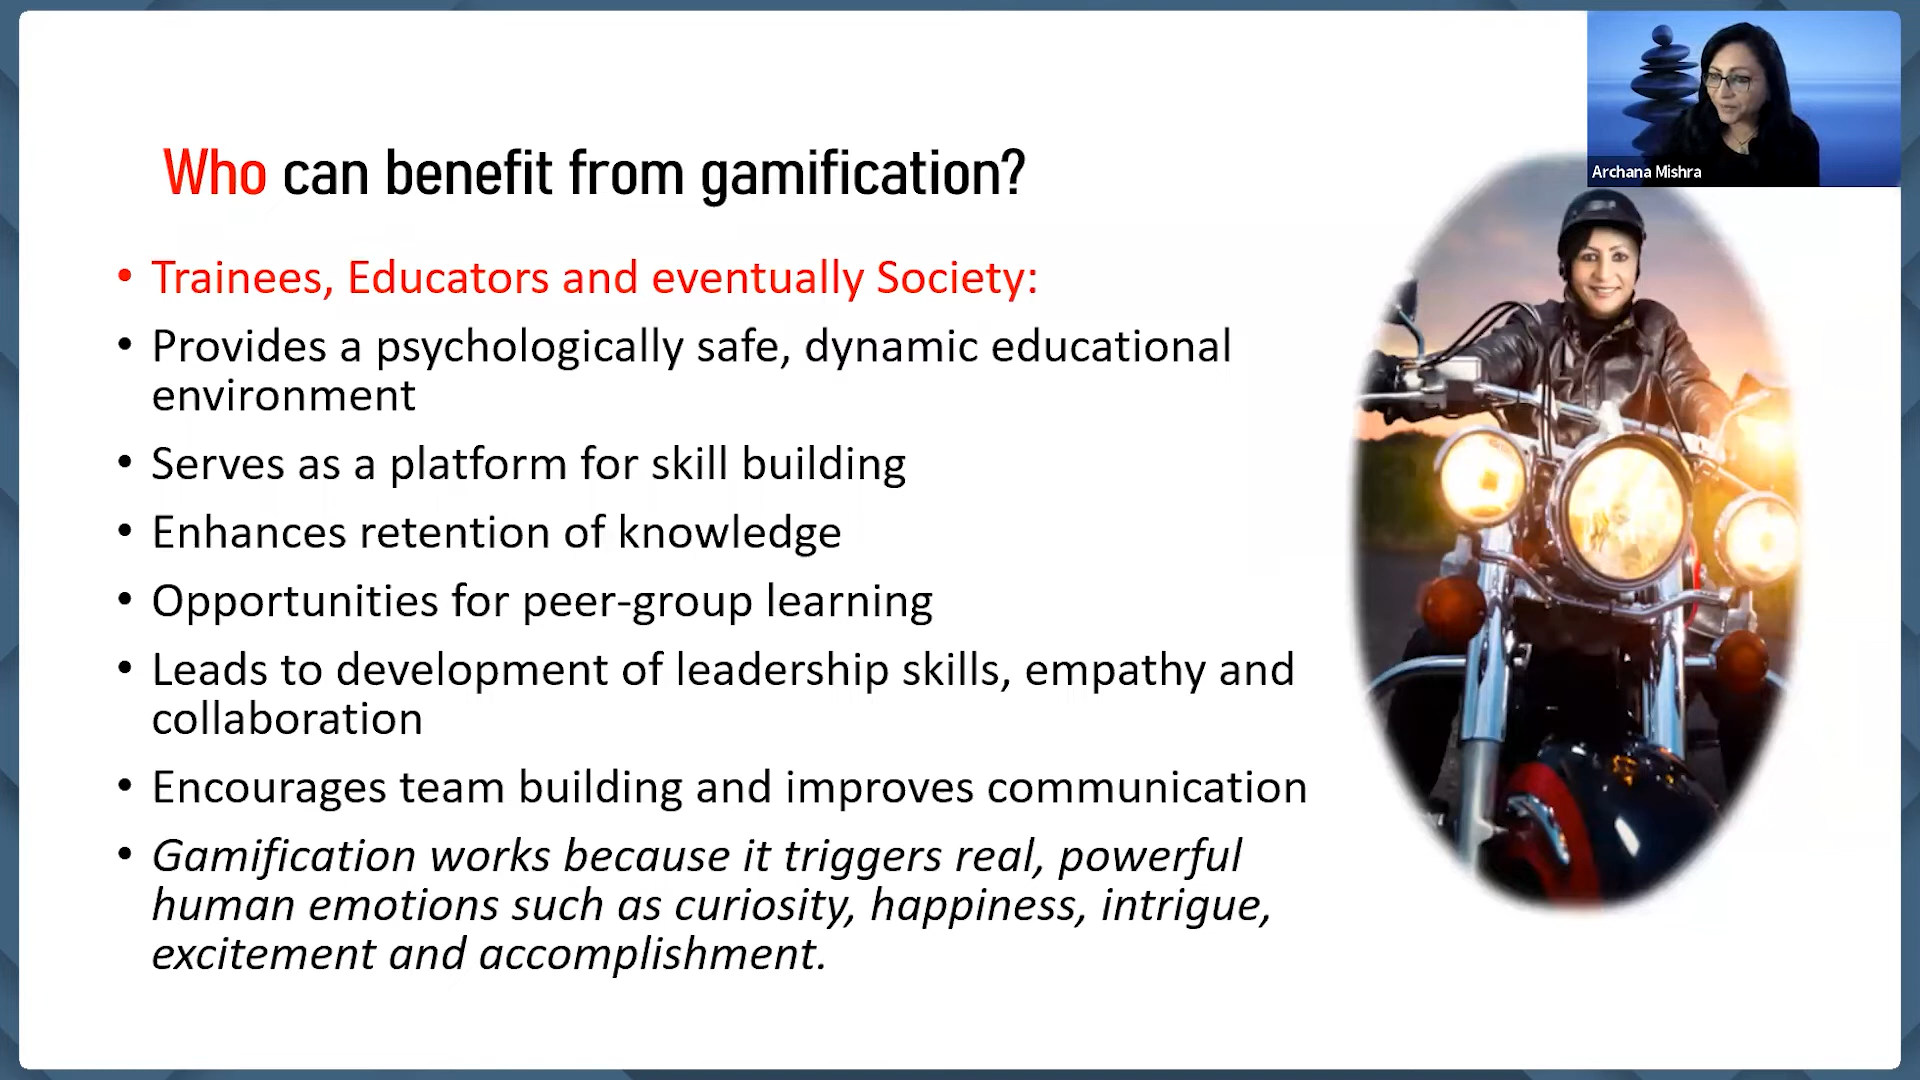 Archana Mishra
Who can benefit from gamification?
• Trainees, Educators and eventually Society:
• Provides a psychologically safe, dynamic educational
environment
• Serves as a platform for skill building
• Enhances retention of knowledge
• Opportunities for peer-group learning
• Leads to development of leadership skills, empathy and
collaboration
• Encourages team building and improves communication
• Gamification works because it triggers real, powerful
human emotions such as curiosity, happiness, intrigue,
excitement and accomplishment.